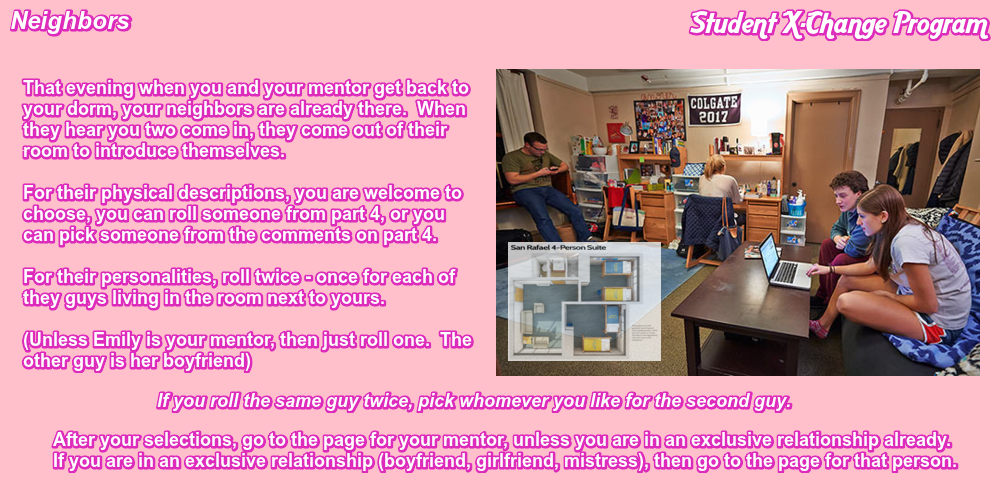 Neighbors
Student X-Change Program
That evening when you and your mentor get back to
your dorm, your neighbors are already there. When
they hear you two come in, they come out of their
room to introduce themselves.
For their physical descriptions, you are welcome to
choose, you can roll someone from part 4, or you
can pick someone from the comments on part 4.
For their personalities, roll twice - once for each of
they guys living in the room next to yours.
(Unless Emily is your mentor, then just roll one. The
other guy is her boyfriend)
COLGATE
2017
San Rafael 4-Person Suite
If you roll the same guy twice, pick whomever you like for the second guy.
After your selections, go to the page for your mentor, unless you are in an exclusive relationship already.
If you are in an exclusive relationship (boyfriend, girlfriend, mistress), then go to the page for that person.